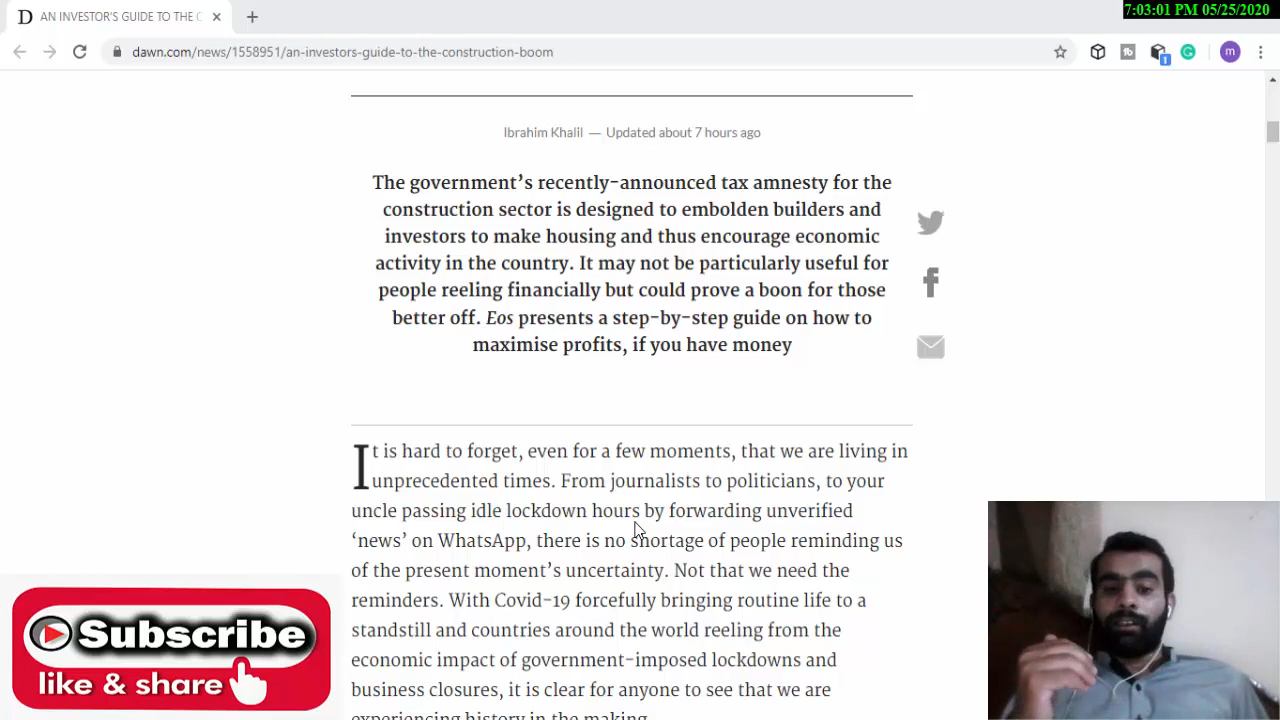 AN INVESTOR'S GUIDE TO THE C
7:03:01 PM 05/25/2020
dawn.com/news/1558951/an-investors-guide-to-the-construction-boom
Ibrahim Khalil — Updated about 7 hours ago
The government's recently-announced tax amnesty for the
construction sector is designed to embolden builders and
investors to make housing and thus encourage economic
activity in the country. It may not be particularly useful for
people reeling financially but could prove a boon for those
better off. Eos presents a step-by-step guide on how to
maximise profits, if you have money
It is hard to forget, even for a few moments, that we are living in
unprecedented times. From journalists to politicians, to your
uncle passing idle lockdown hours by forwarding unverified
‘news’ on WhatsApp, there is no shortage of people reminding us
of the present moment's uncertainty. Not that we need the
reminders. With Covid-19 forcefully bringing routine life to a
standstill and countries around the world reeling from the
economic impact of government-imposed lockdowns and
business closures, it is clear for anyone to see that we are
experiencing history in the making.
Subscribe
like & share